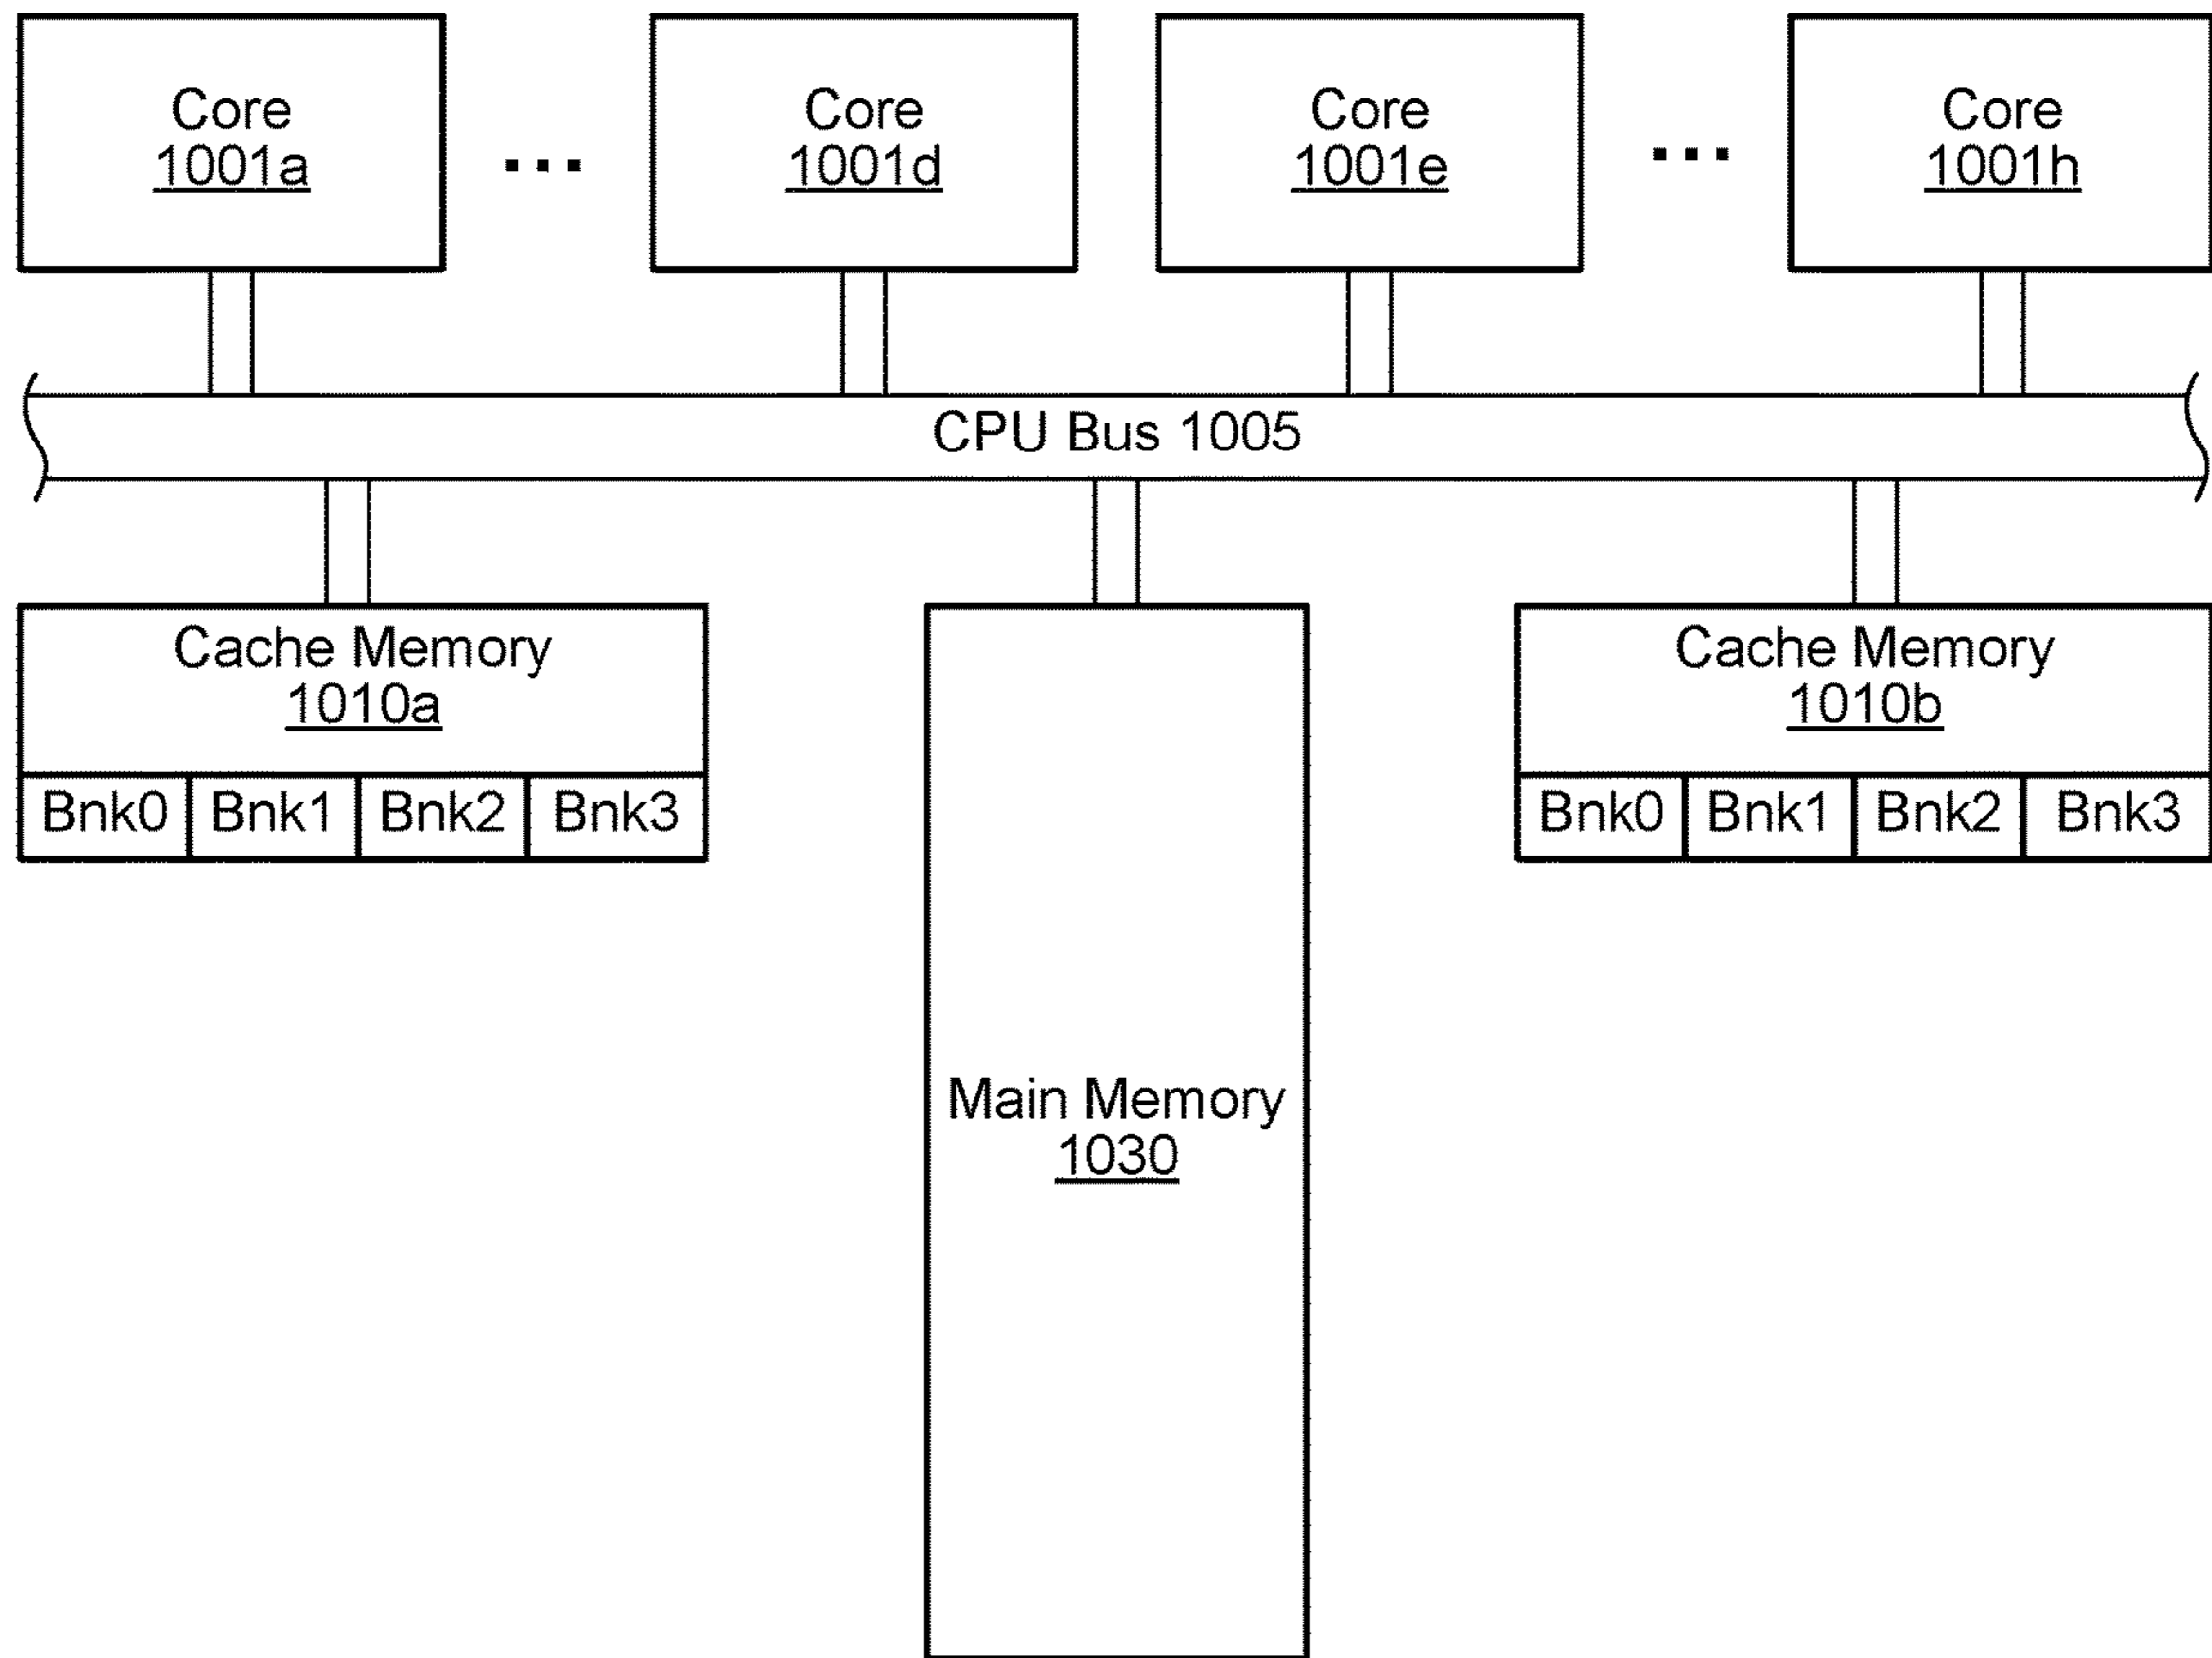 Core
1001a
...
Core
1001d
Core
1001e
...
Core
1001h
CPU Bus 1005
Cache Memory
1010a
Bnk0 Bnk1 Bnk2 Bnk3
Main Memory
1030
Cache Memory
1010b
Bnk0 Bnk1 Bnk2 Bnk3